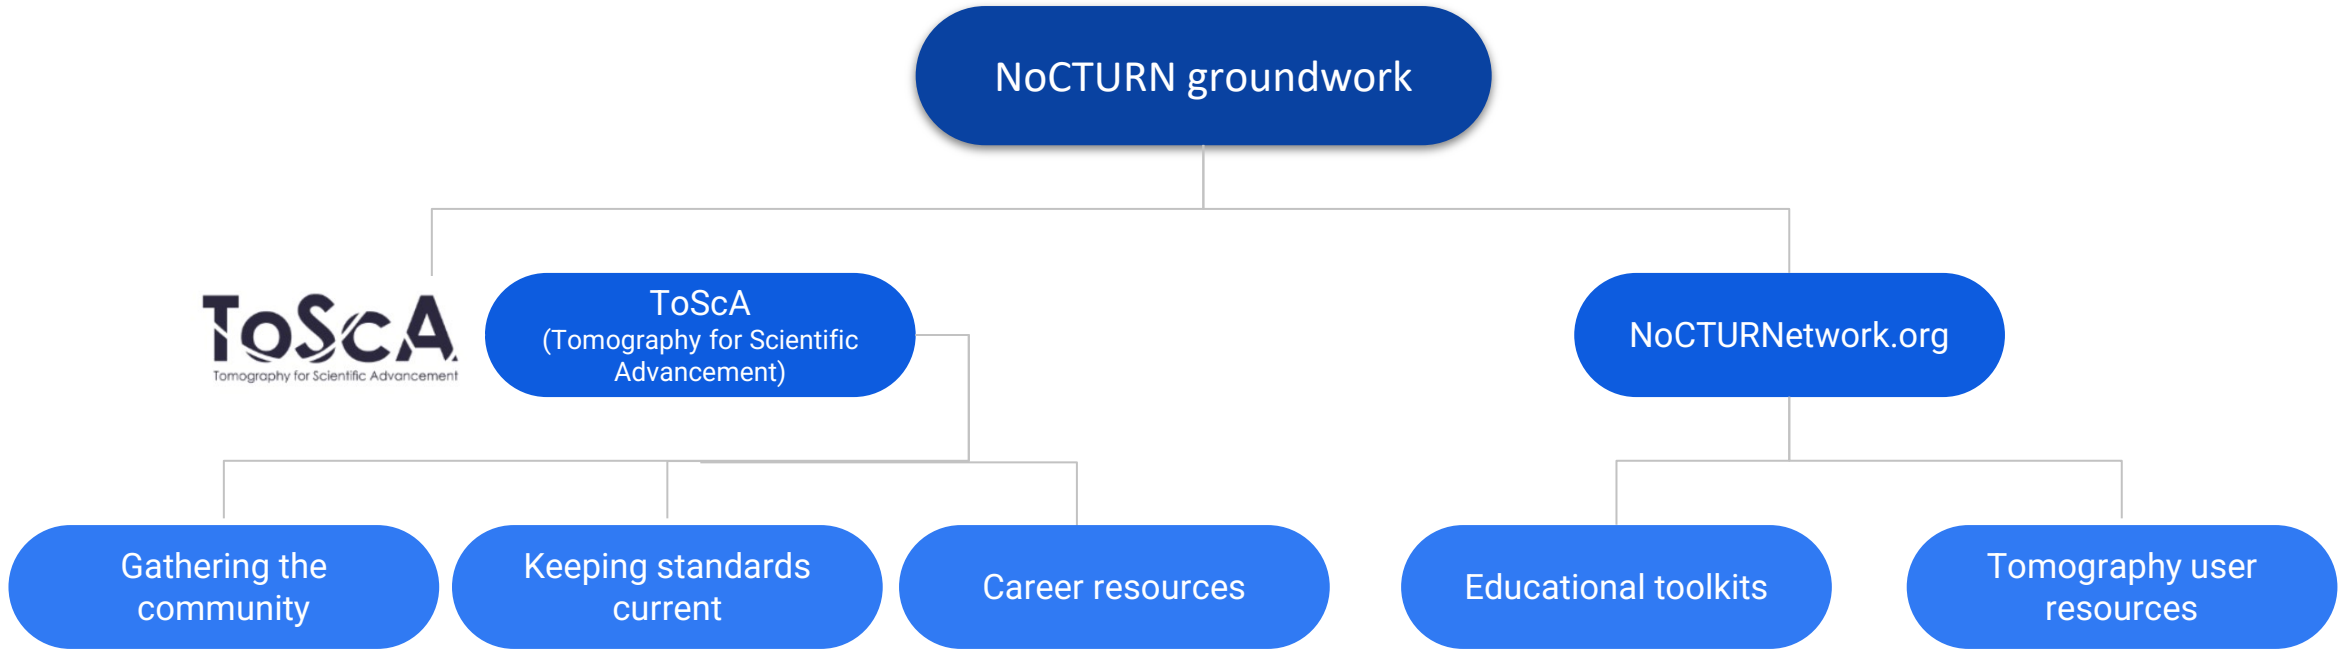 NoCTURN groundwork
ToScA
Tomography for Scientific Advancement
ToScA
(Tomography for Scientific
Advancement)
NoCTURNetwork.org
Gathering the
community
Keeping standards
current
Career resources
Educational toolkits
Tomography user
resources